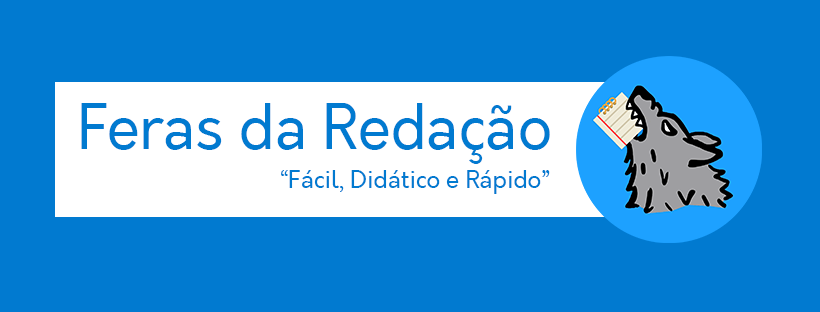 Feras da Redação
“Fácil, Didático e Rápido”